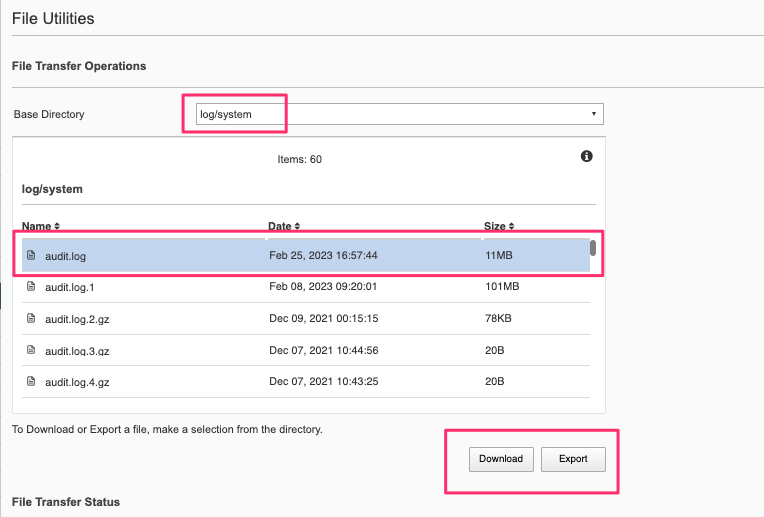 File Utilities
File Transfer Operations
Base Directory log/system
Items: 60
log/system
Name Date Size
audit.log Feb 25, 2023 16:57:44 11MB
audit.log.1 Feb 08, 2023 09:20:01 101MB
audit.log.2.gz Dec 09, 2021 00:15:15 78KB
audit.log.3.gz Dec 07, 2021 10:44:56 20B
audit.log.4.gz Dec 07, 2021 10:43:25 20B
To Download or Export a file, make a selection from the directory.
Download Export
File Transfer Status